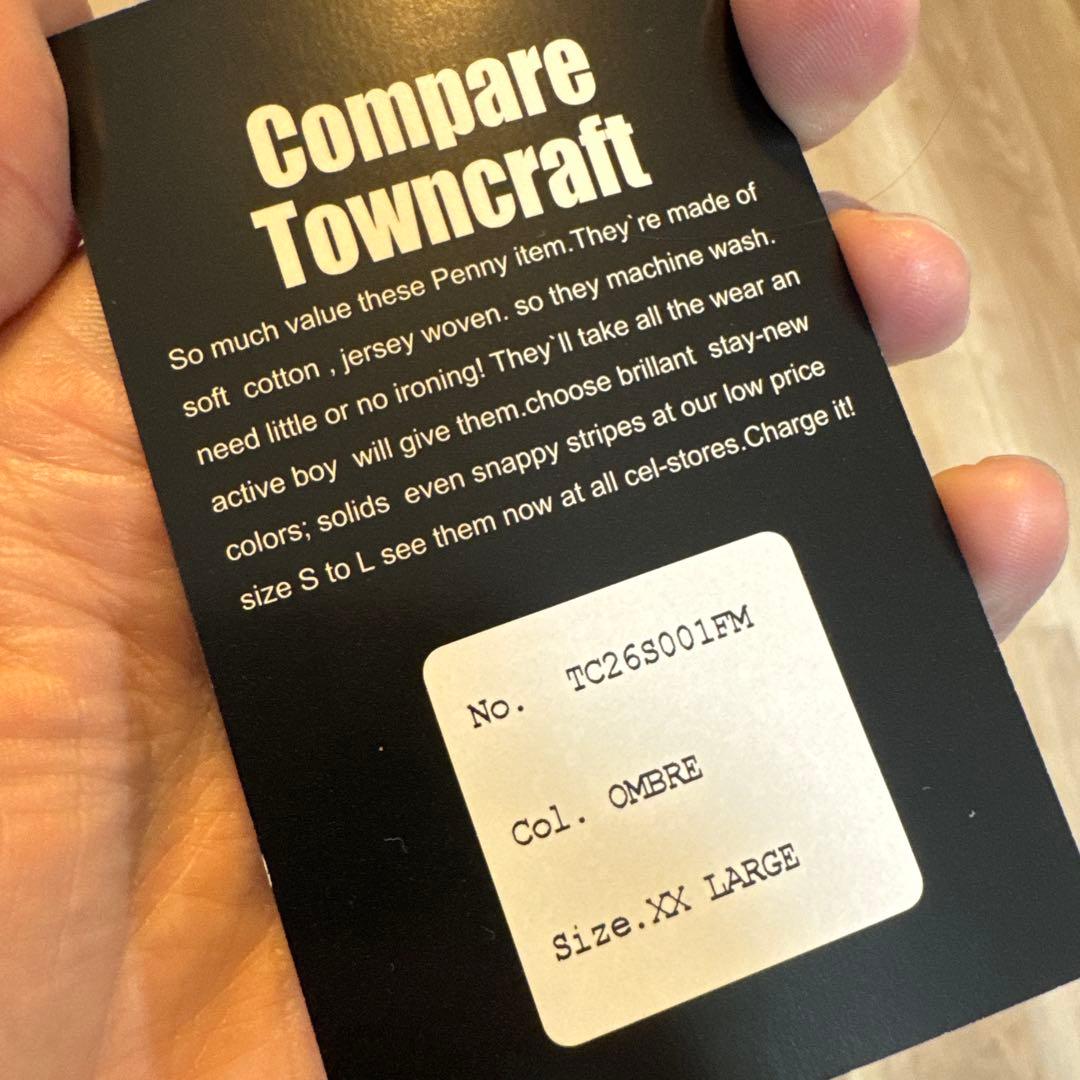 Compare
Towncraft
So much value these Penny item.They`re made of
soft cotton , jersey woven. so they machine wash.
need little or no ironing! They`ll take all the wear an
active boy will give them.choose brillant stay-new
colors; solids even snappy stripes at our low price
size S to L see them now at all cel-stores.Charge it!
No. TC26S001FM
Col. OMBRE
Size.XX LARGE